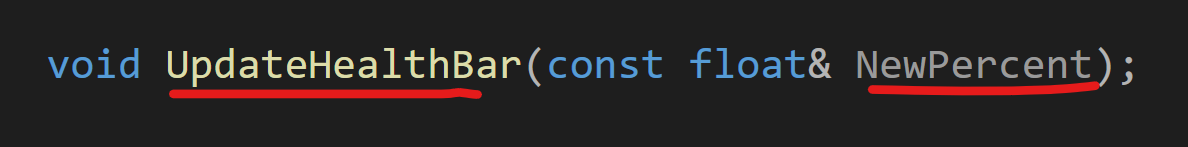 void UpdateHealthBar(const float& NewPercent);